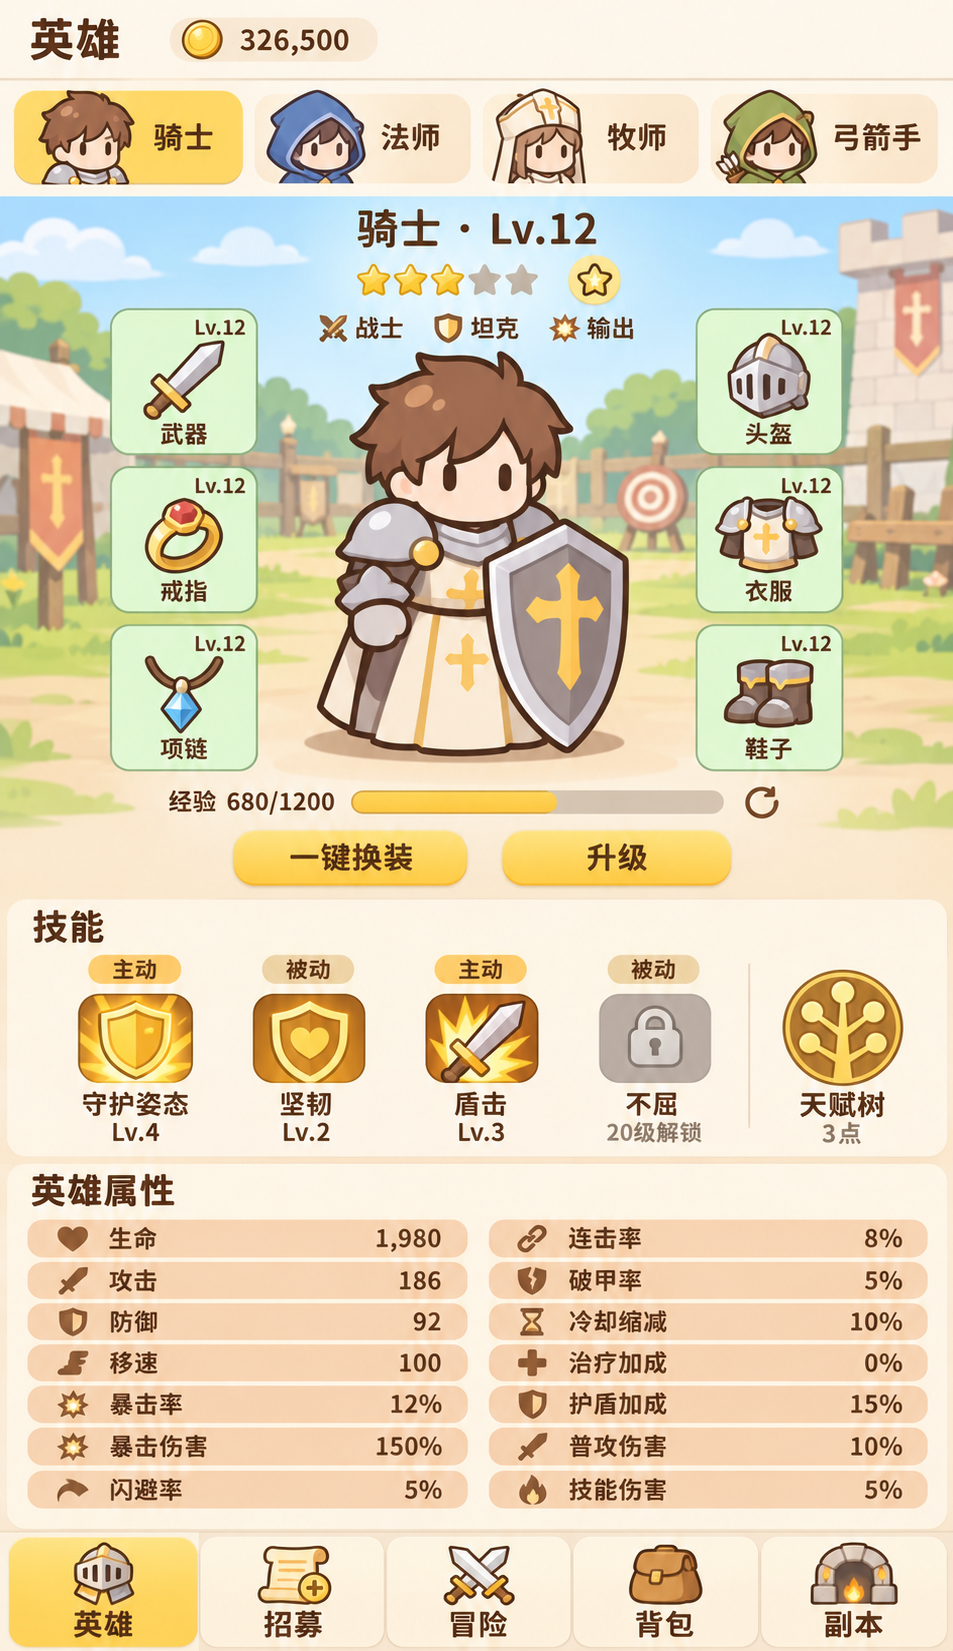 英雄
326,500
骑士
法师
牧师
弓箭手
骑士 · Lv.12
战士
坦克
输出
Lv.12
武器
Lv.12
头盔
Lv.12
戒指
Lv.12
衣服
Lv.12
项链
Lv.12
鞋子
经验 680/1200
一键换装
升级
技能
主动
守护姿态
Lv.4
被动
坚韧
Lv.2
主动
盾击
Lv.3
被动
不屈
20级解锁
天赋树
3点
英雄属性
生命 1,980
连击率 8%
攻击 186
破甲率 5%
防御 92
冷却缩减 10%
移速 100
治疗加成 0%
暴击率 12%
护盾加成 15%
暴击伤害 150%
普攻伤害 10%
闪避率 5%
技能伤害 5%
英雄
招募
冒险
背包
副本